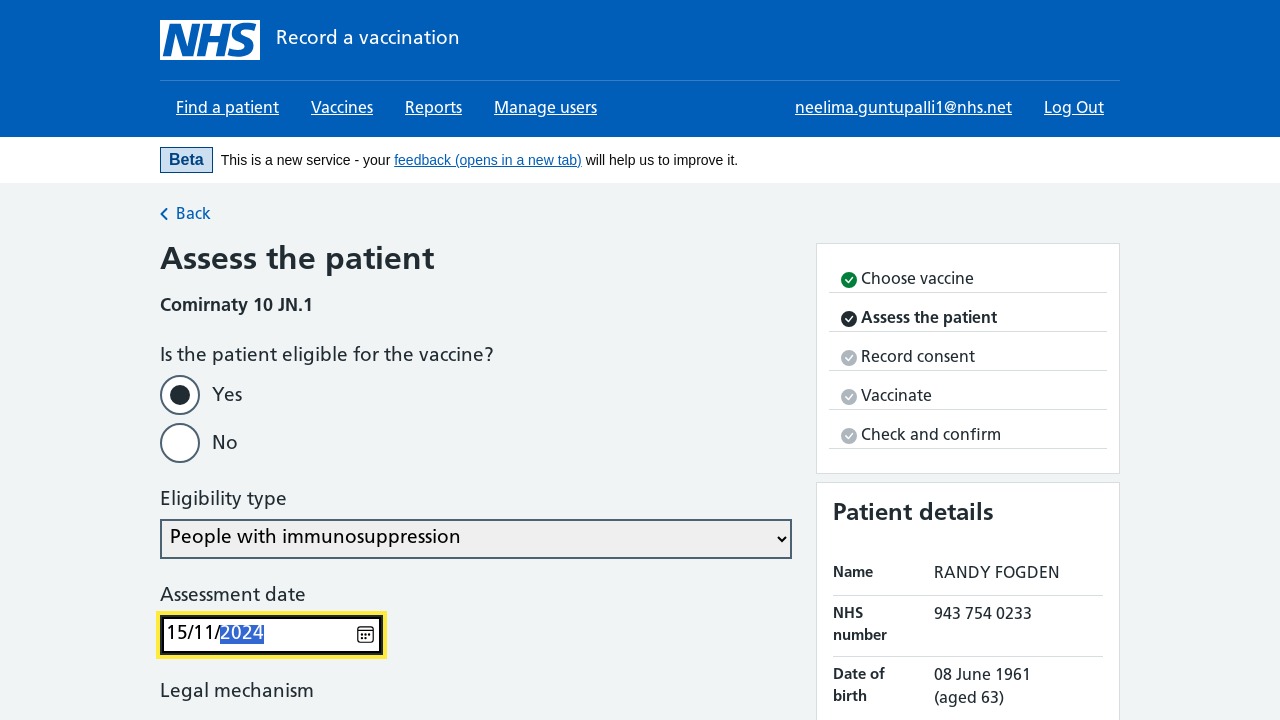 NHS Record a vaccination
Find a patient Vaccines Reports Manage users neelima.guntupalli1@nhs.net Log Out
Beta This is a new service - your feedback (opens in a new tab) will help us to improve it.
Back
Assess the patient
Comirnaty 10 JN.1
Is the patient eligible for the vaccine?
Yes
No
Eligibility type
People with immunosuppression
Assessment date
15/11/2024
Legal mechanism
Choose vaccine
Assess the patient
Record consent
Vaccinate
Check and confirm
Patient details
Name RANDY FOGDEN
NHS number 943 754 0233
Date of birth 08 June 1961
(aged 63)